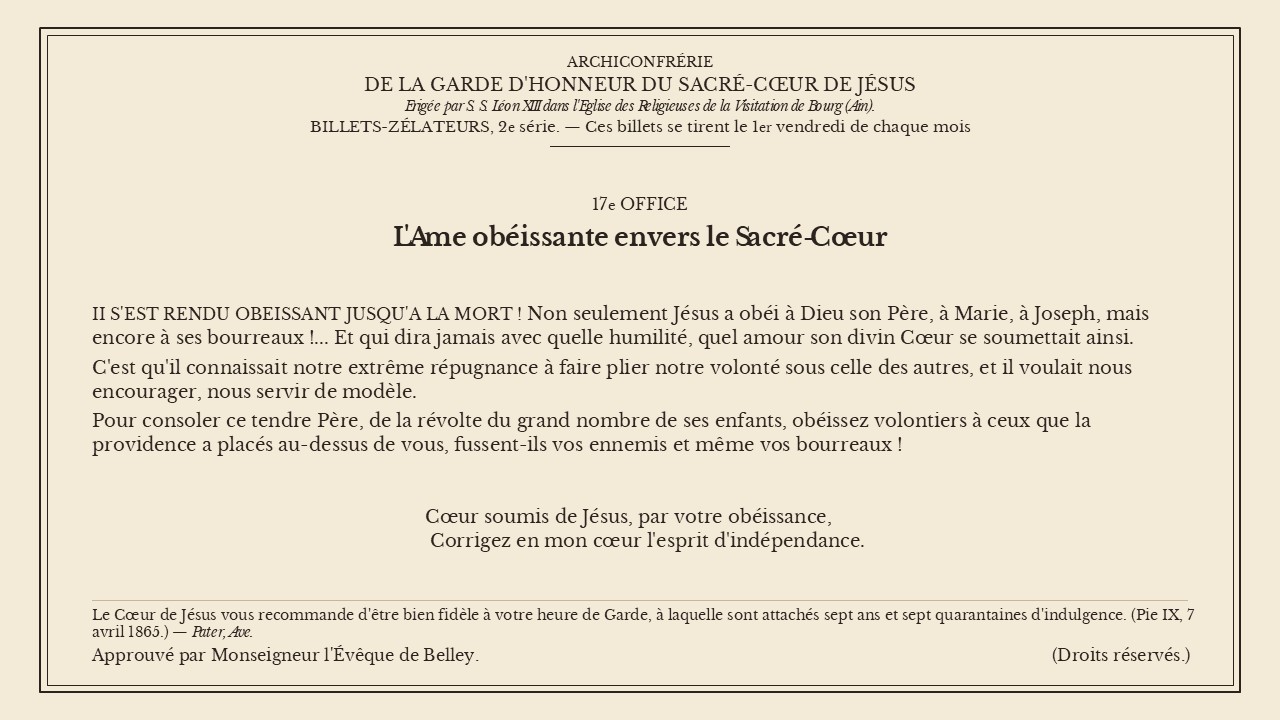 ARCHICONFRÉRIE
DE LA GARDE D'HONNEUR DU SACRÉ-CŒUR DE JÉSUS
Erigée par S. S. Léon XIII dans l'Eglise des Religieuses de la Visitation de Bourg (Ain).
BILLETS-ZÉLATEURS, 2e série. — Ces billets se tirent le 1er vendredi de chaque mois
17e OFFICE
L'Ame obéissante envers le Sacré-Cœur
II S'EST RENDU OBEISSANT JUSQU'A LA MORT ! Non seulement Jésus a obéi à Dieu son Père, à Marie, à Joseph, mais
encore à ses bourreaux !... Et qui dira jamais avec quelle humilité, quel amour son divin Cœur se soumettait ainsi.
C'est qu'il connaissait notre extrême répugnance à faire plier notre volonté sous celle des autres, et il voulait nous
encourager, nous servir de modèle.
Pour consoler ce tendre Père, de la révolte du grand nombre de ses enfants, obéissez volontiers à ceux que la
providence a placés au-dessus de vous, fussent-ils vos ennemis et même vos bourreaux !
Cœur soumis de Jésus, par votre obéissance,
Corrigez en mon cœur l'esprit d'indépendance.
Le Cœur de Jésus vous recommande d'être bien fidèle à votre heure de Garde, à laquelle sont attachés sept ans et sept quarantaines d'indulgence. (Pie IX, 7
avril 1865.) — Pater, Ave.
Approuvé par Monseigneur l'Évêque de Belley. (Droits réservés.)